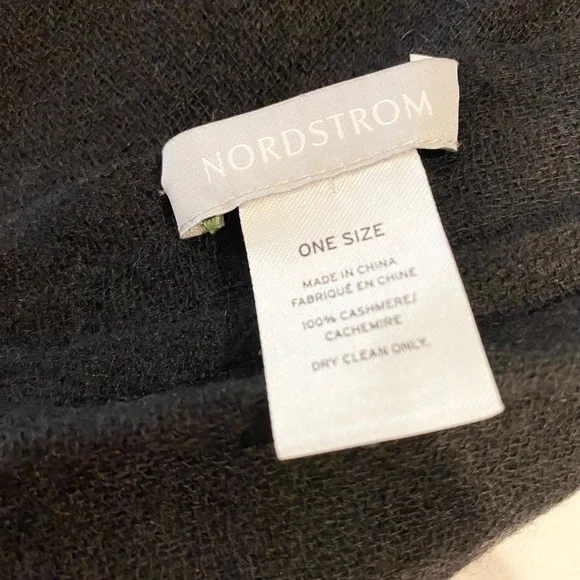 NORDSTROM
ONE SIZE
MADE IN CHINA
FABRIQUÉ EN CHINE
100% CASHMERE/
CACHEMIRE
DRY CLEAN ONLY.